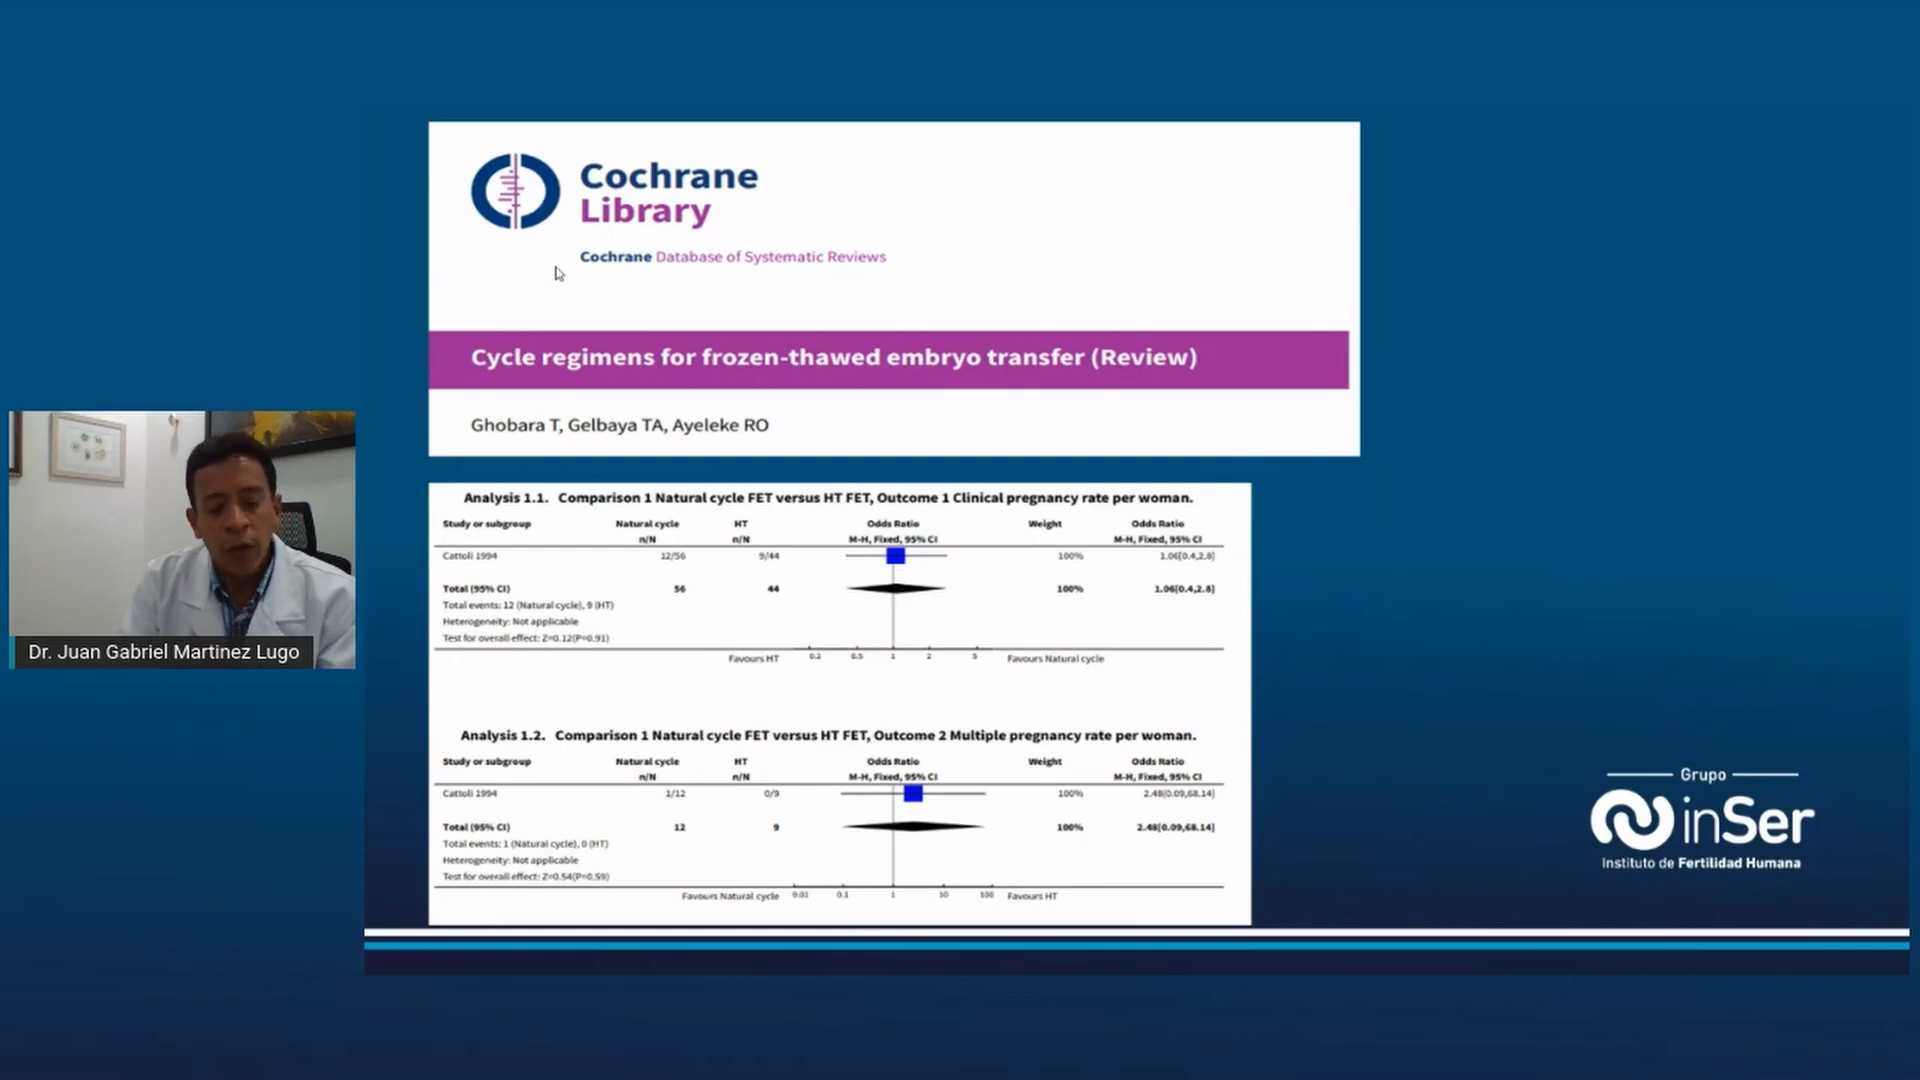 Cochrane
Library
Cochrane Database of Systematic Reviews
Cycle regimens for frozen-thawed embryo transfer (Review)
Ghobara T, Gelbaya TA, Ayeleke RO
Dr. Juan Gabriel Martinez Lugo
Analysis 1.1. Comparison 1 Natural cycle FET versus HT FET, Outcome 1 Clinical pregnancy rate per woman.
Study or subgroup Natural cycle HT Odds Ratio Weight Odds Ratio
n/N n/N M-H, Fixed, 95% CI M-H, Fixed, 95% CI
Cattoli 1994 12/56 9/44 100% 1.06[0.4,2.8]
Total (95% CI) 56 44 100% 1.06[0.4,2.8]
Total events: 12 (Natural cycle), 9 (HT)
Heterogeneity: Not applicable
Test for overall effect: Z=0.12(P=0.91)
Favours HT 0.2 0.5 1 2 5 Favours Natural cycle
Analysis 1.2. Comparison 1 Natural cycle FET versus HT FET, Outcome 2 Multiple pregnancy rate per woman.
Study or subgroup Natural cycle HT Odds Ratio Weight Odds Ratio
n/N n/N M-H, Fixed, 95% CI M-H, Fixed, 95% CI
Cattoli 1994 1/12 0/9 100% 2.48[0.09,68.14]
Total (95% CI) 12 9 100% 2.48[0.09,68.14]
Total events: 1 (Natural cycle), 0 (HT)
Heterogeneity: Not applicable
Test for overall effect: Z=0.54(P=0.59)
Favours Natural cycle 0.01 0.1 1 10 100 Favours HT
Grupo
inSer
Instituto de Fertilidad Humana